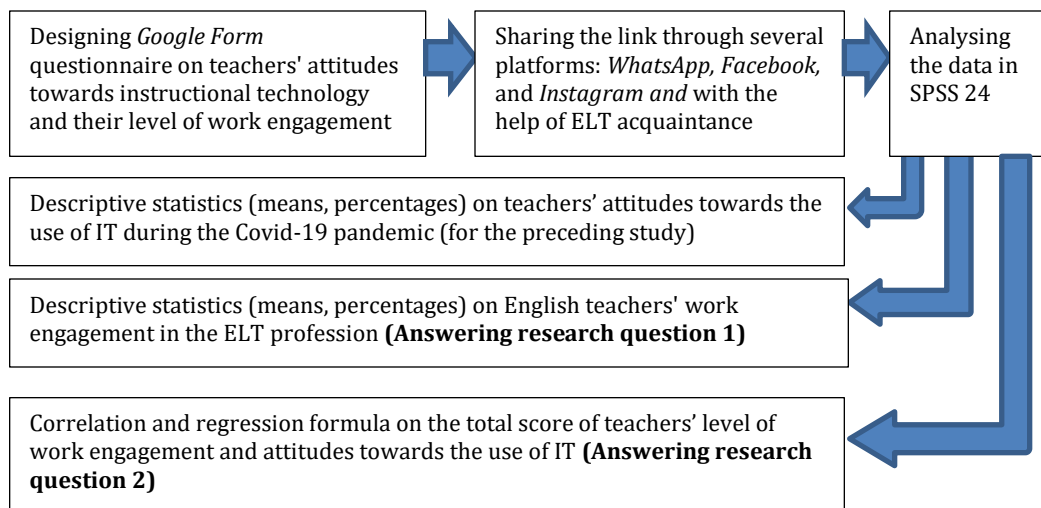 Designing Google Form
questionnaire on teachers' attitudes
towards instructional technology
and their level of work engagement
Sharing the link through several
platforms: WhatsApp, Facebook,
and Instagram and with the
help of ELT acquaintance
Analysing
the data in
SPSS 24
Descriptive statistics (means, percentages) on teachers’ attitudes towards the
use of IT during the Covid-19 pandemic (for the preceding study)
Descriptive statistics (means, percentages) on English teachers' work
engagement in the ELT profession (Answering research question 1)
Correlation and regression formula on the total score of teachers’ level of
work engagement and attitudes towards the use of IT (Answering research
question 2)